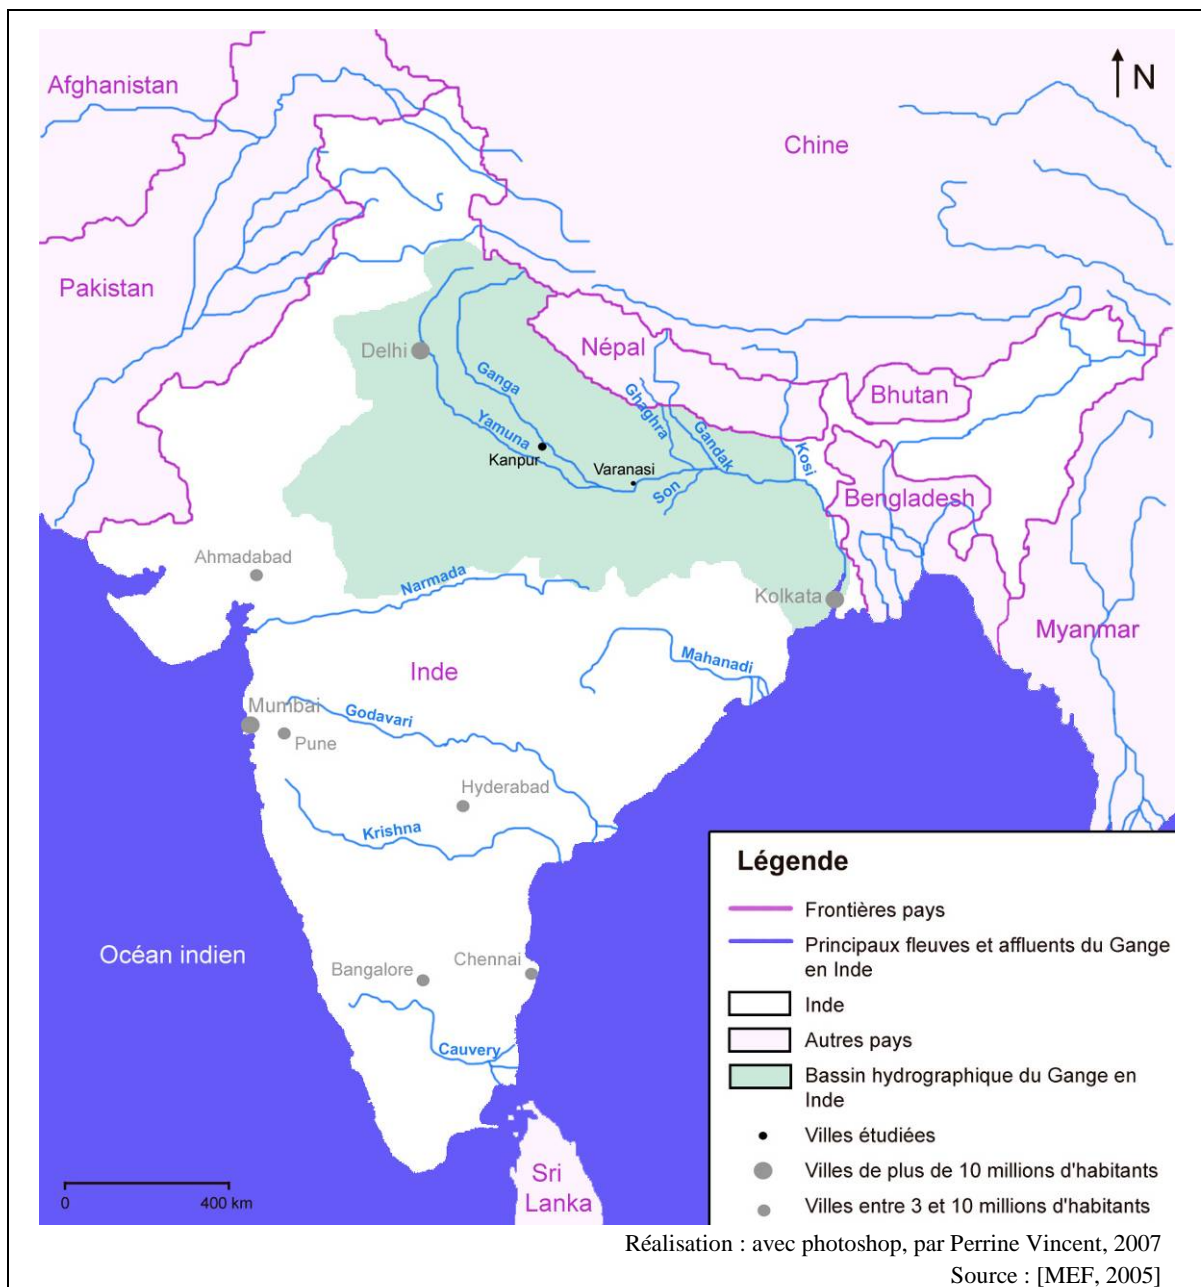 N
Afghanistan
Chine
Pakistan
Népal
Delhi
Bhutan
Ganga
Ghaghra
Yamuna
Gandak
Kosi
Kanpur
Varanasi
Son
Bengladesh
Ahmadabad
Narmada
Kolkata
Myanmar
Inde
Mahanadi
Mumbai
Godavari
Pune
Hyderabad
Krishna
Océan indien
Bangalore
Chennai
Cauvery
Sri
Lanka
0
400 km
Légende
Frontières pays
Principaux fleuves et affluents du Gange
en Inde
Inde
Autres pays
Bassin hydrographique du Gange en
Inde
Villes étudiées
Villes de plus de 10 millions d'habitants
Villes entre 3 et 10 millions d'habitants
Réalisation : avec photoshop, par Perrine Vincent, 2007
Source : [MEF, 2005]